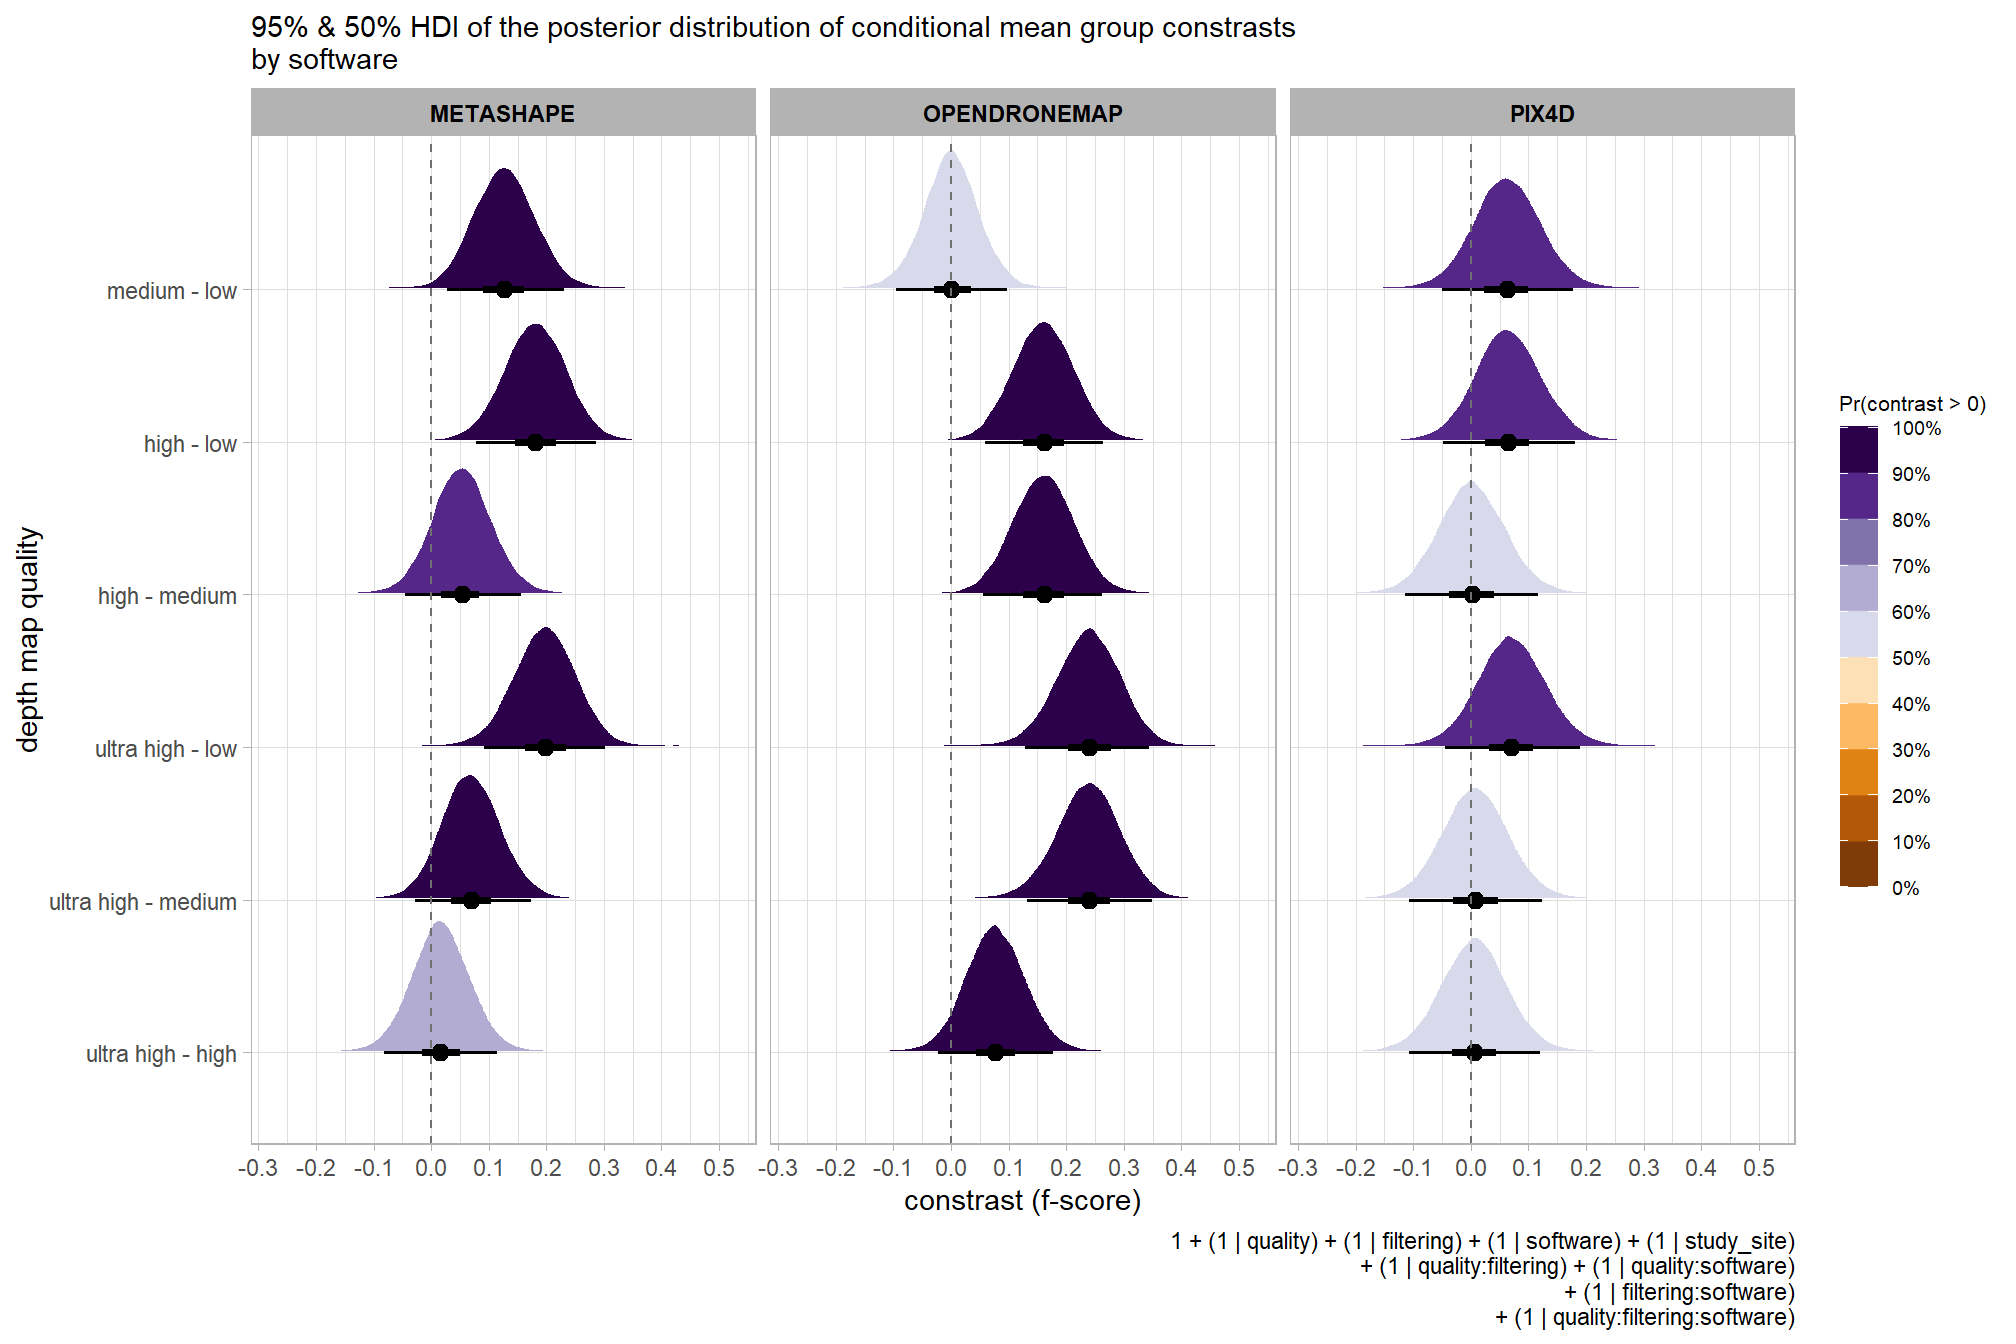 95% & 50% HDI of the posterior distribution of conditional mean group constrasts
by software
METASHAPE
OPENDRONEMAP
PIX4D
depth map quality
medium - low
high - low
high - medium
ultra high - low
ultra high - medium
ultra high - high
-0.3 -0.2 -0.1 0.0 0.1 0.2 0.3 0.4 0.5
-0.3 -0.2 -0.1 0.0 0.1 0.2 0.3 0.4 0.5
-0.3 -0.2 -0.1 0.0 0.1 0.2 0.3 0.4 0.5
constrast (f-score)
Pr(contrast > 0)
100%
90%
80%
70%
60%
50%
40%
30%
20%
10%
0%
1 + (1 | quality) + (1 | filtering) + (1 | software) + (1 | study_site)
+ (1 | quality:filtering) + (1 | quality:software)
+ (1 | filtering:software)
+ (1 | quality:filtering:software)